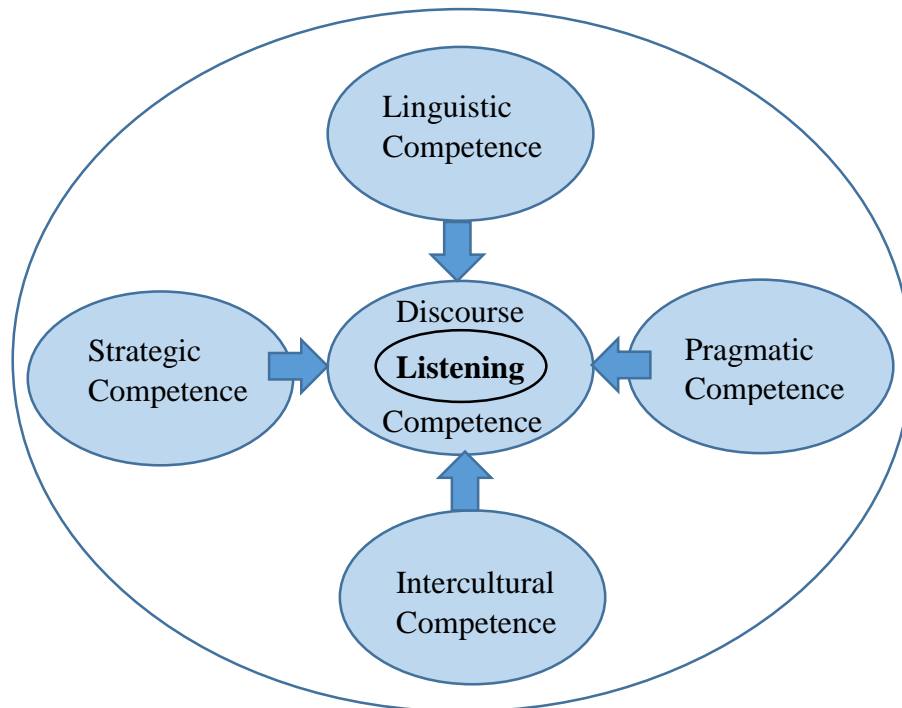 Linguistic
Competence
Strategic
Competence
Discourse
Listening
Competence
Pragmatic
Competence
Intercultural
Competence